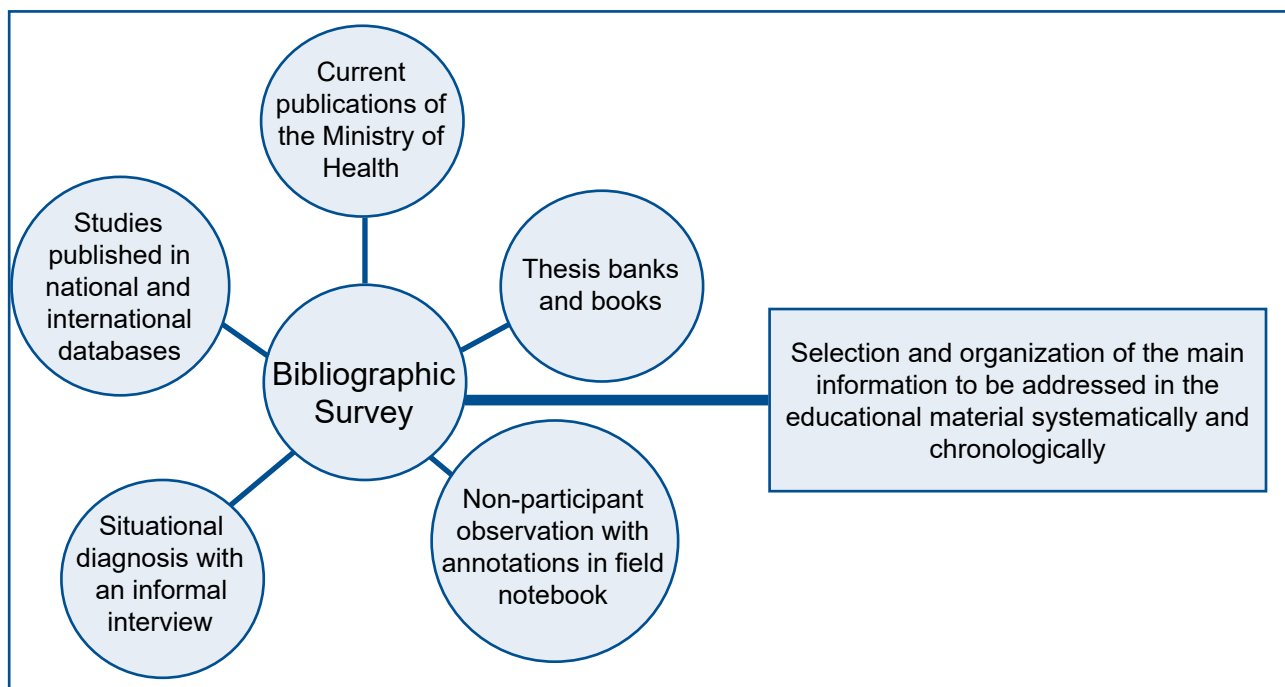 Current
publications of
the Ministry of
Health
Studies
published in
national and
international
databases
Thesis banks
and books
Bibliographic
Survey
Selection and organization of the main
information to be addressed in the
educational material systematically and
chronologically
Situational
diagnosis with
an informal
interview
Non-participant
observation with
annotations in field
notebook